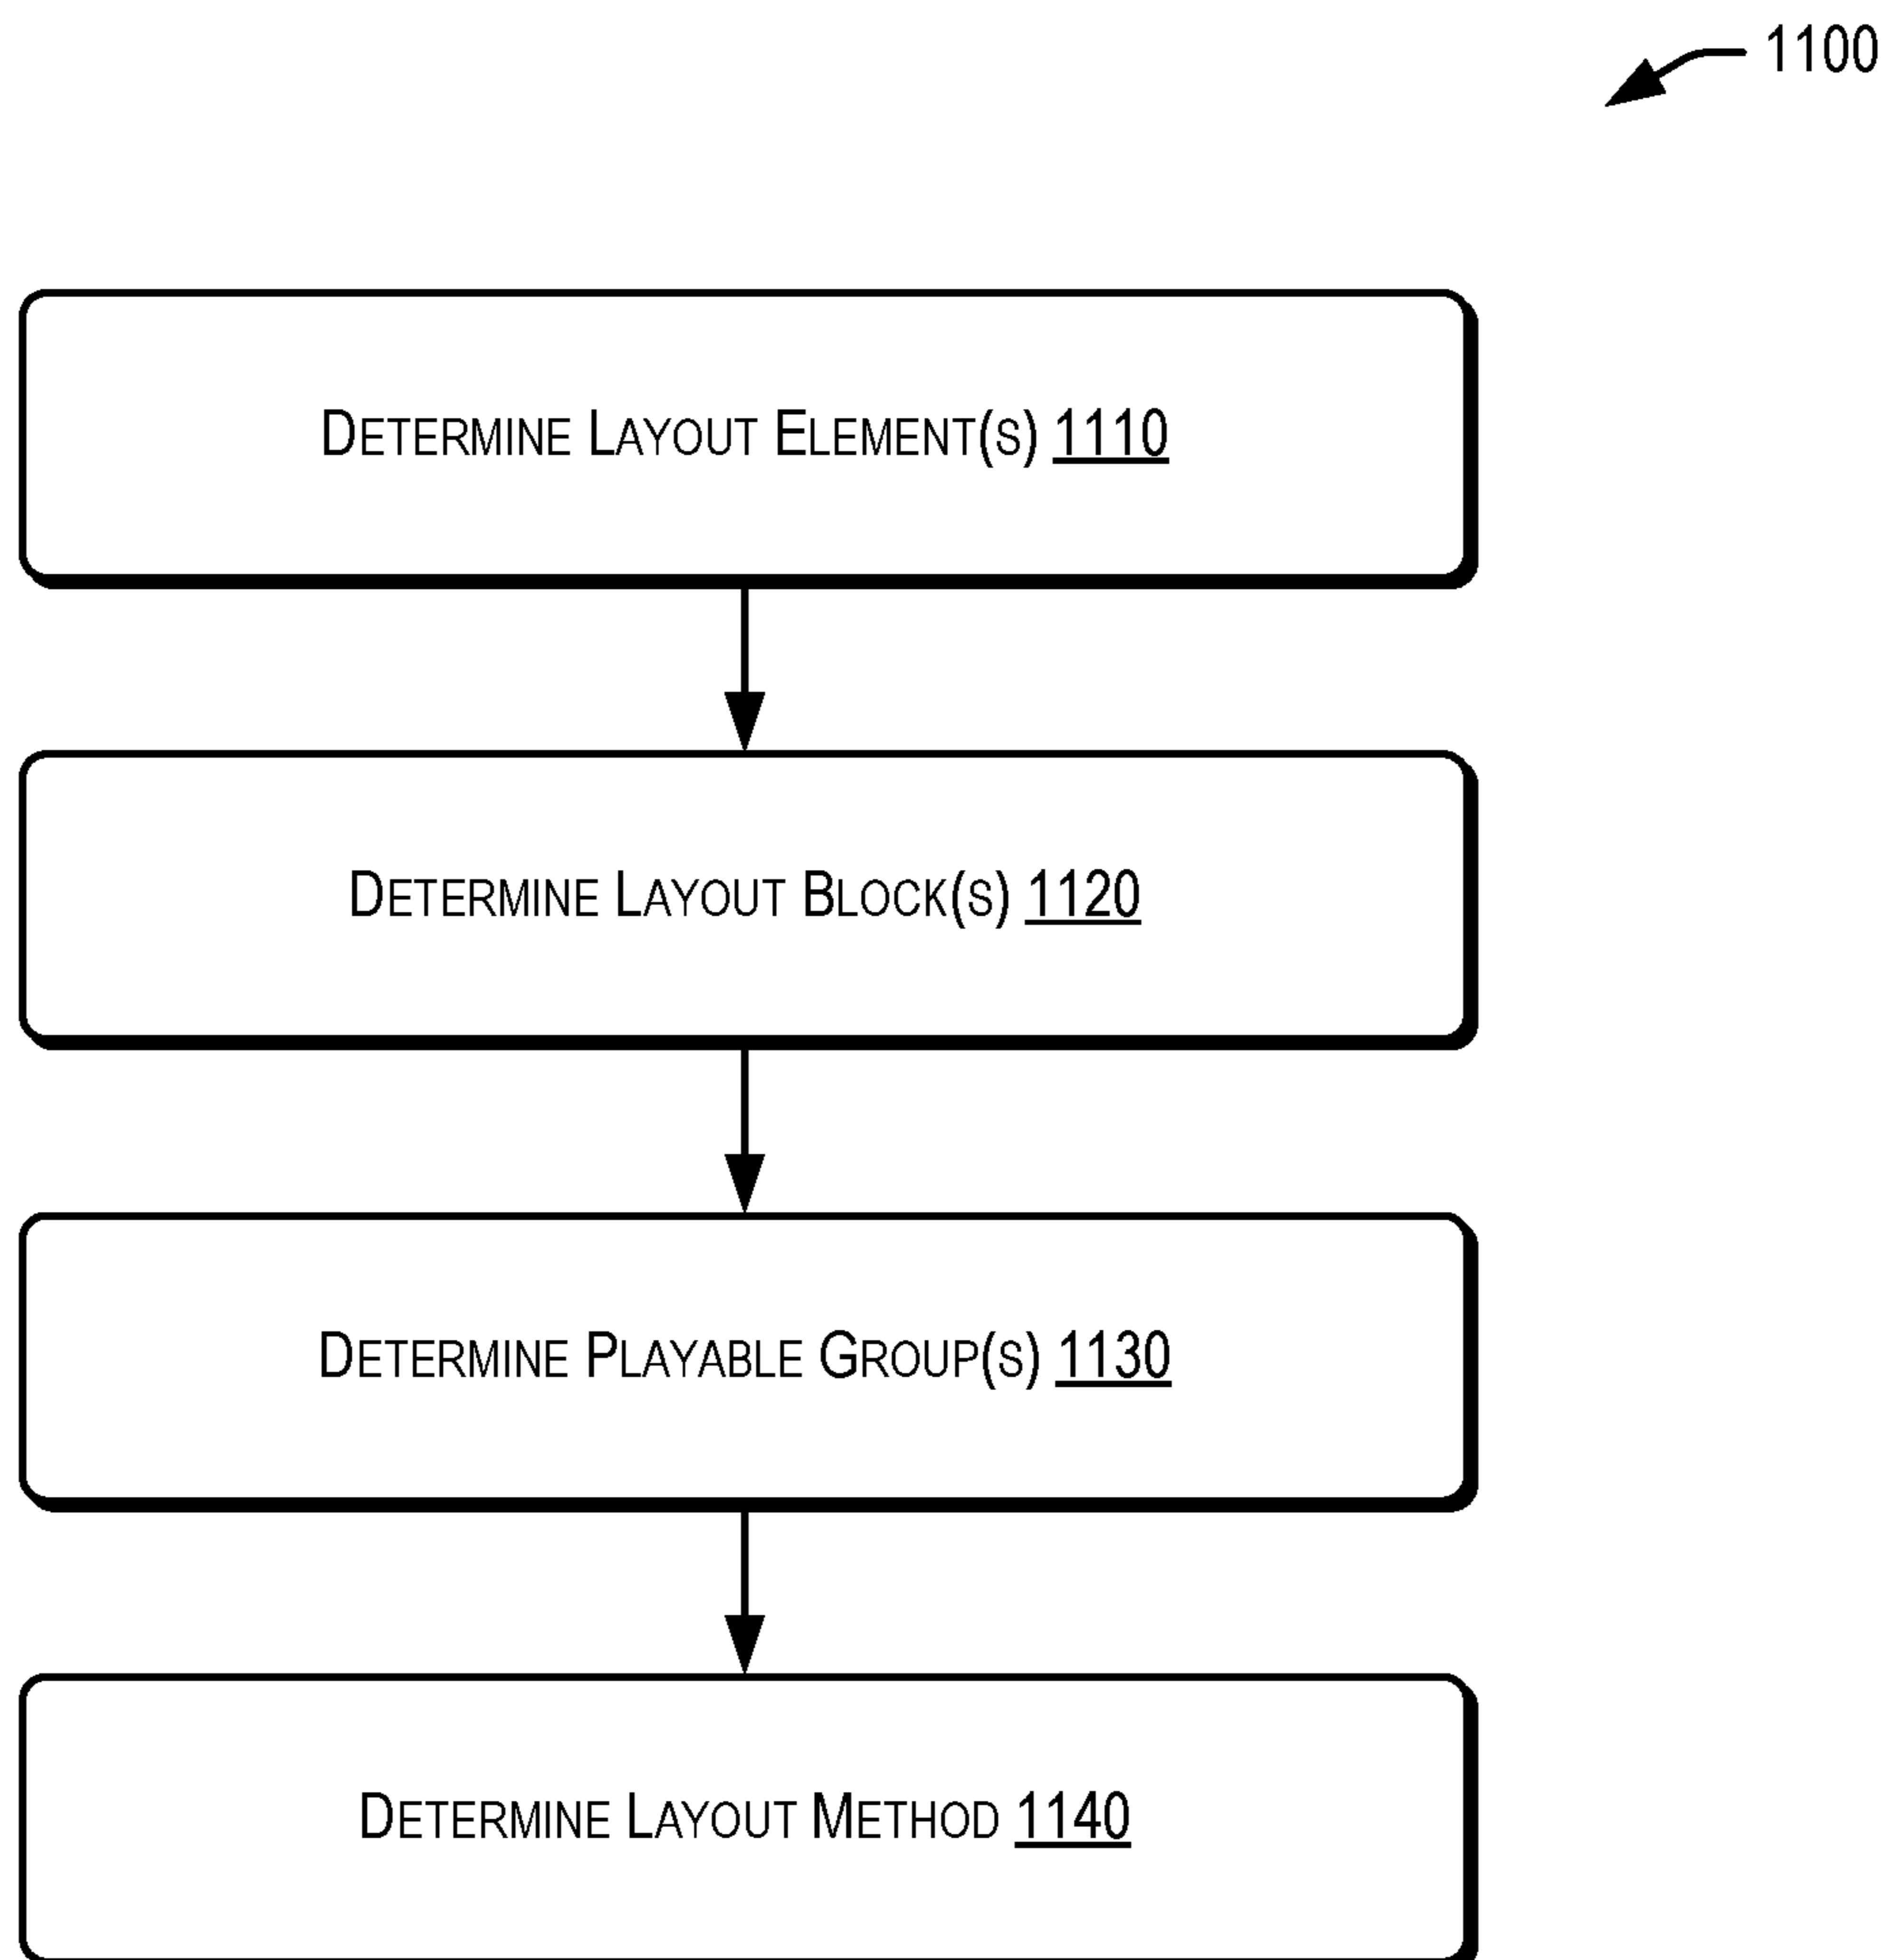 1100
Determine Layout Element(s) 1110
Determine Layout Block(s) 1120
Determine Playable Group(s) 1130
Determine Layout Method 1140